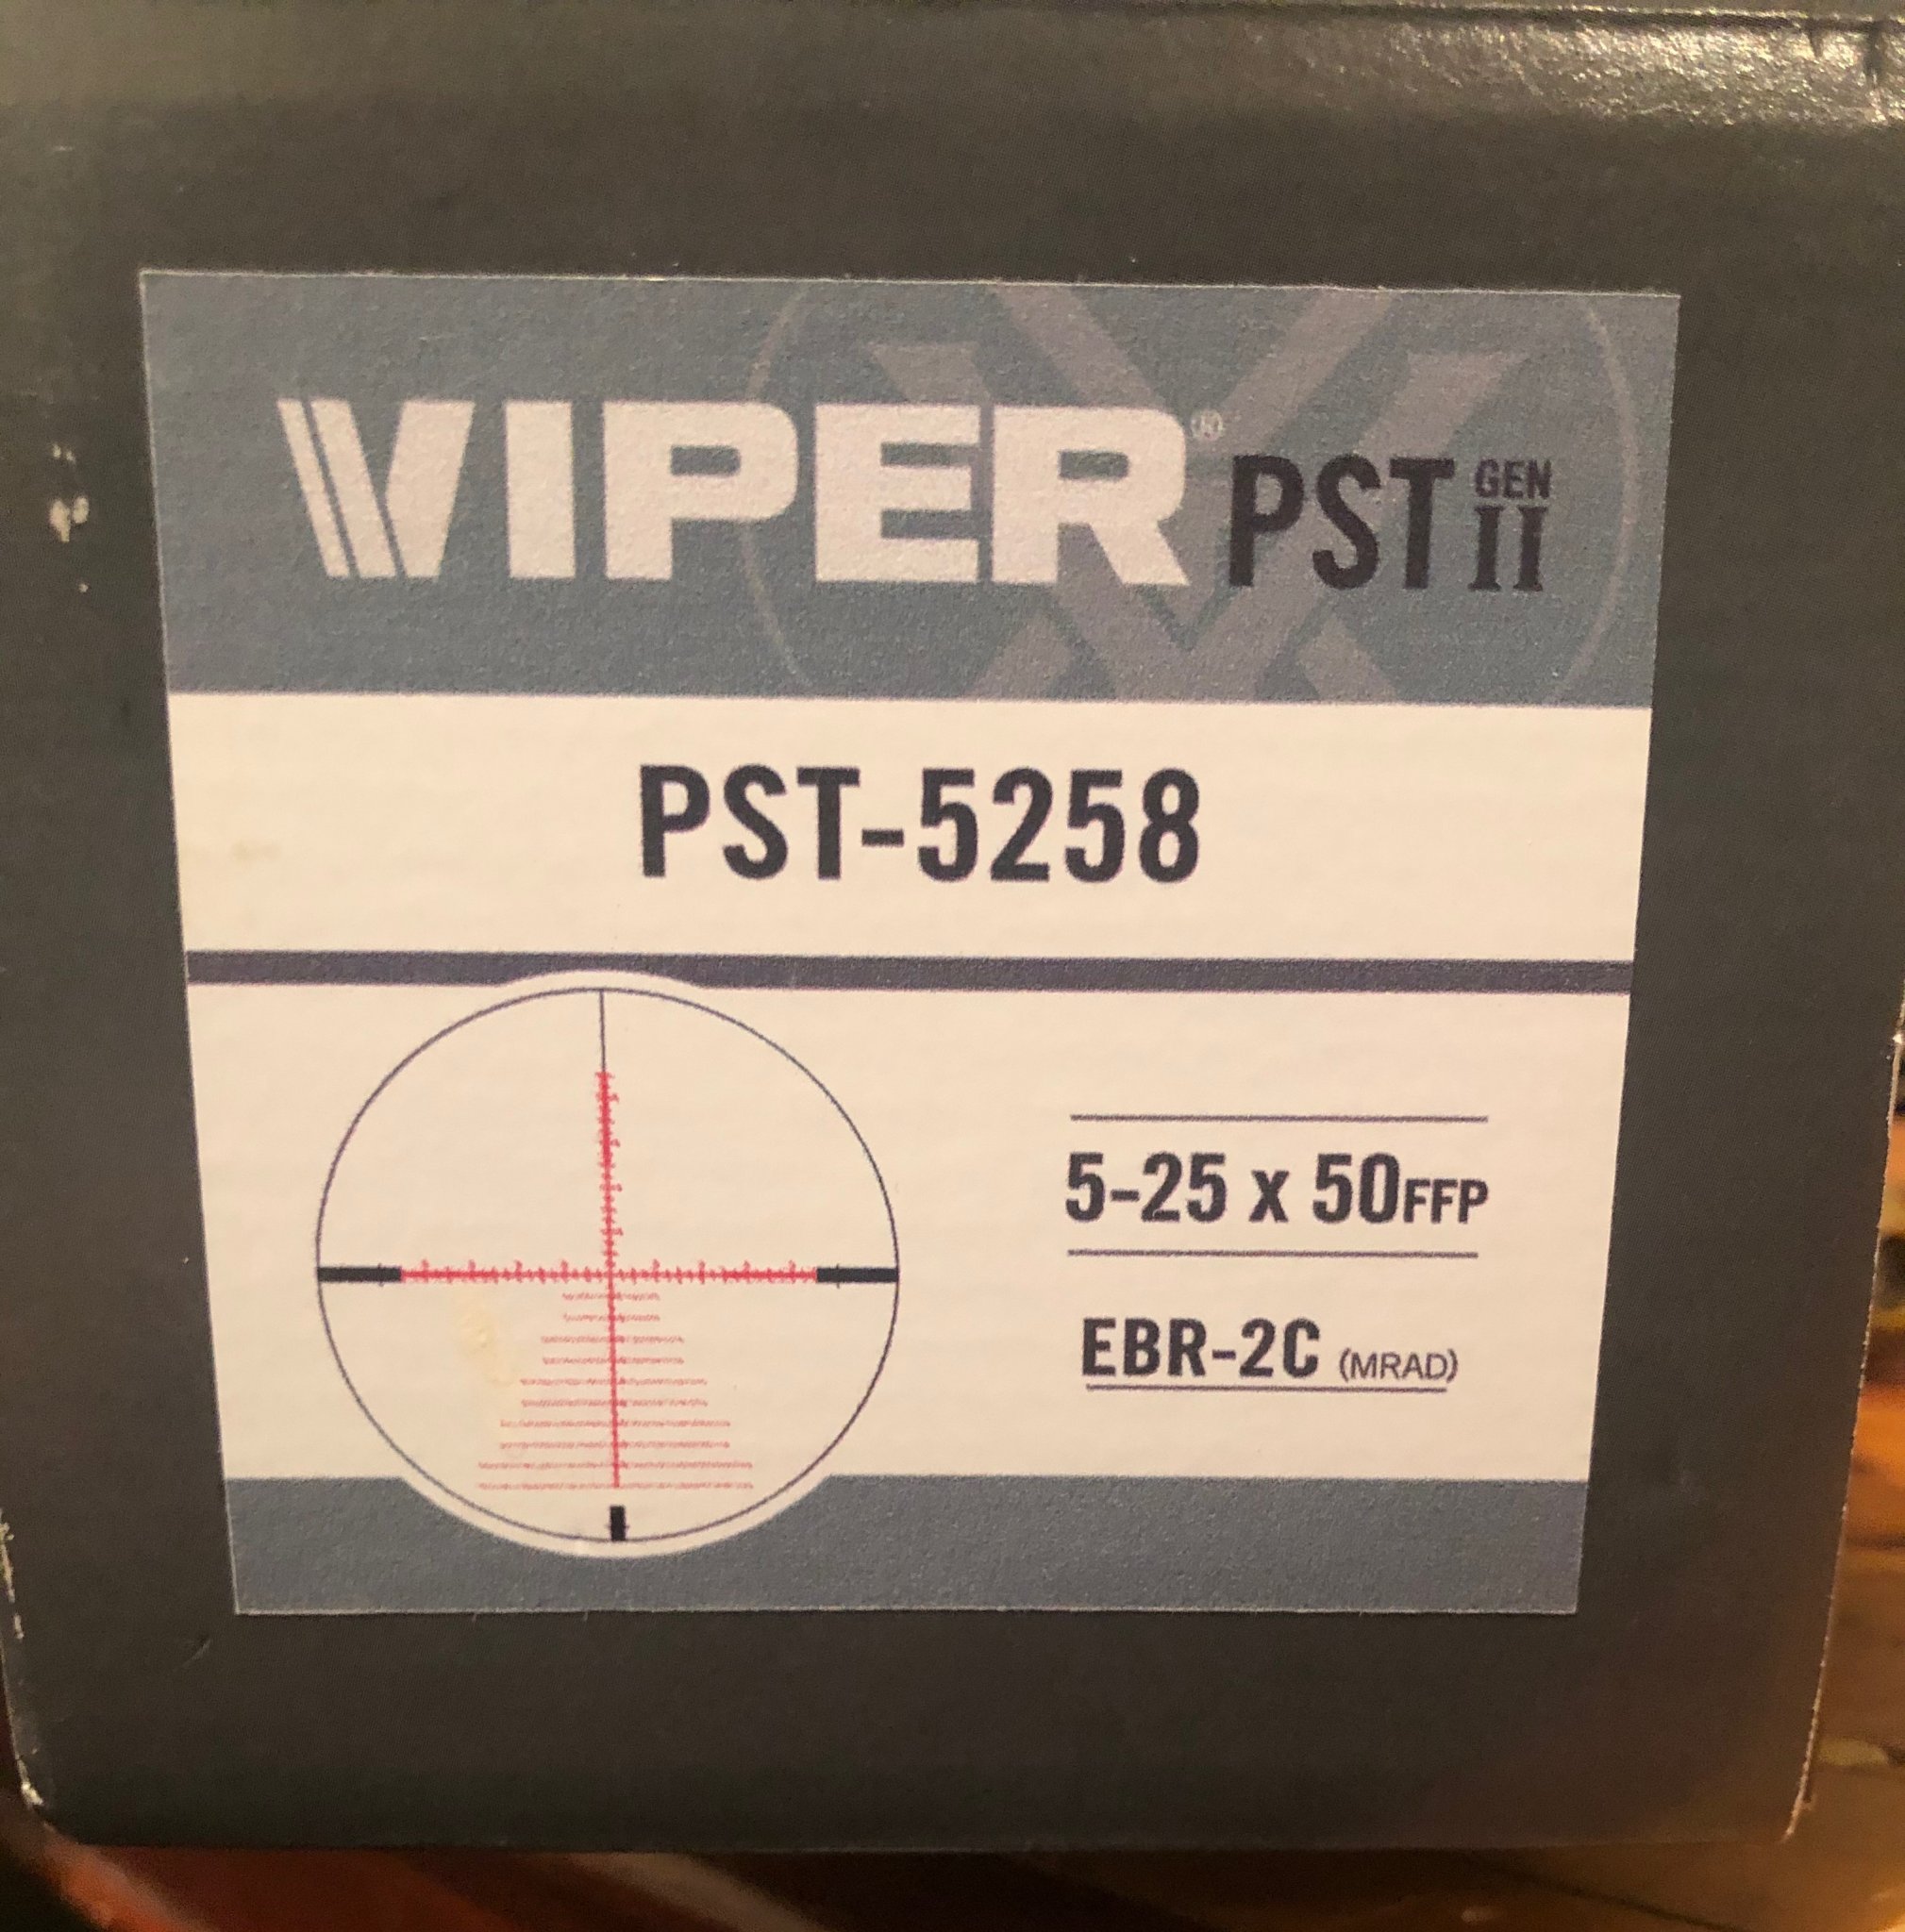 VIPER® PST GEN II
PST-5258
5-25 x 50FFP
EBR-2C (MRAD)